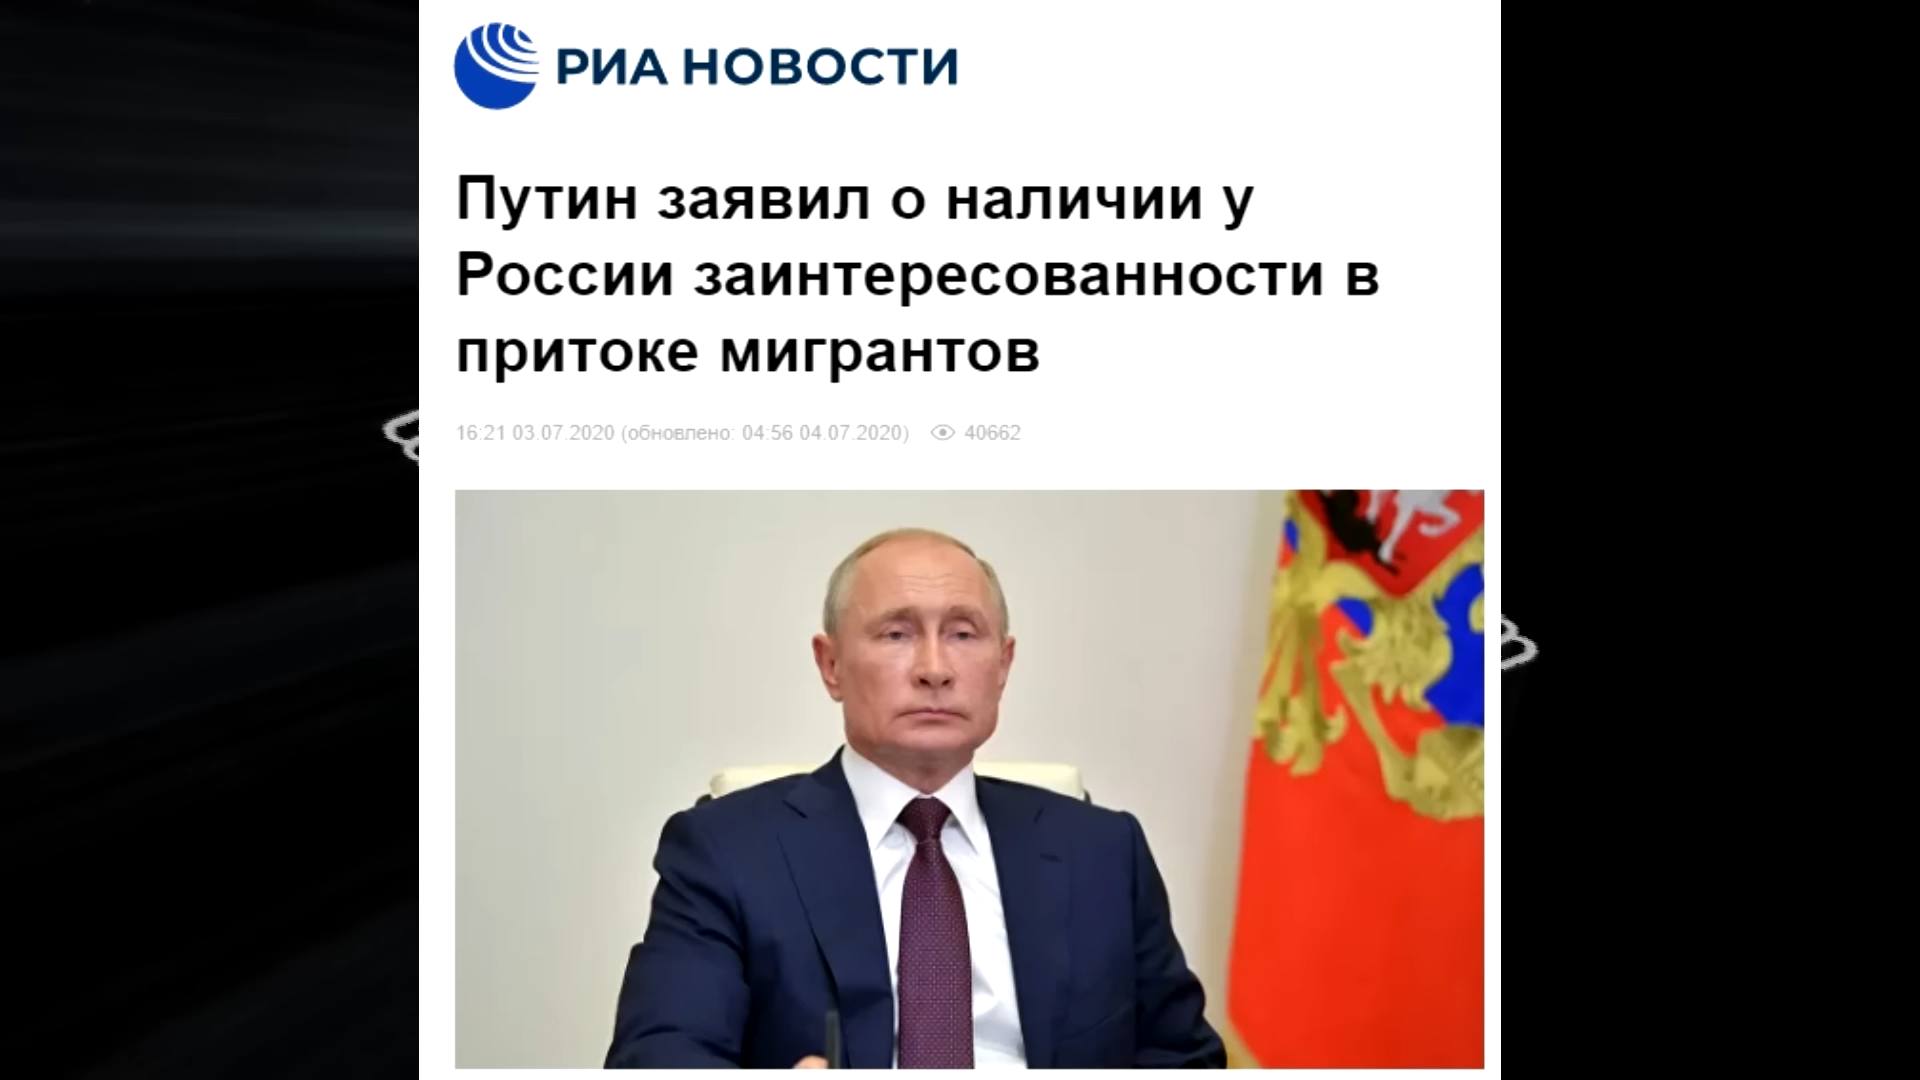 РИА НОВОСТИ
Путин заявил о наличии у
России заинтересованности в
притоке мигрантов
16:21 03.07.2020 (обновлено: 04:56 04.07.2020) 40662